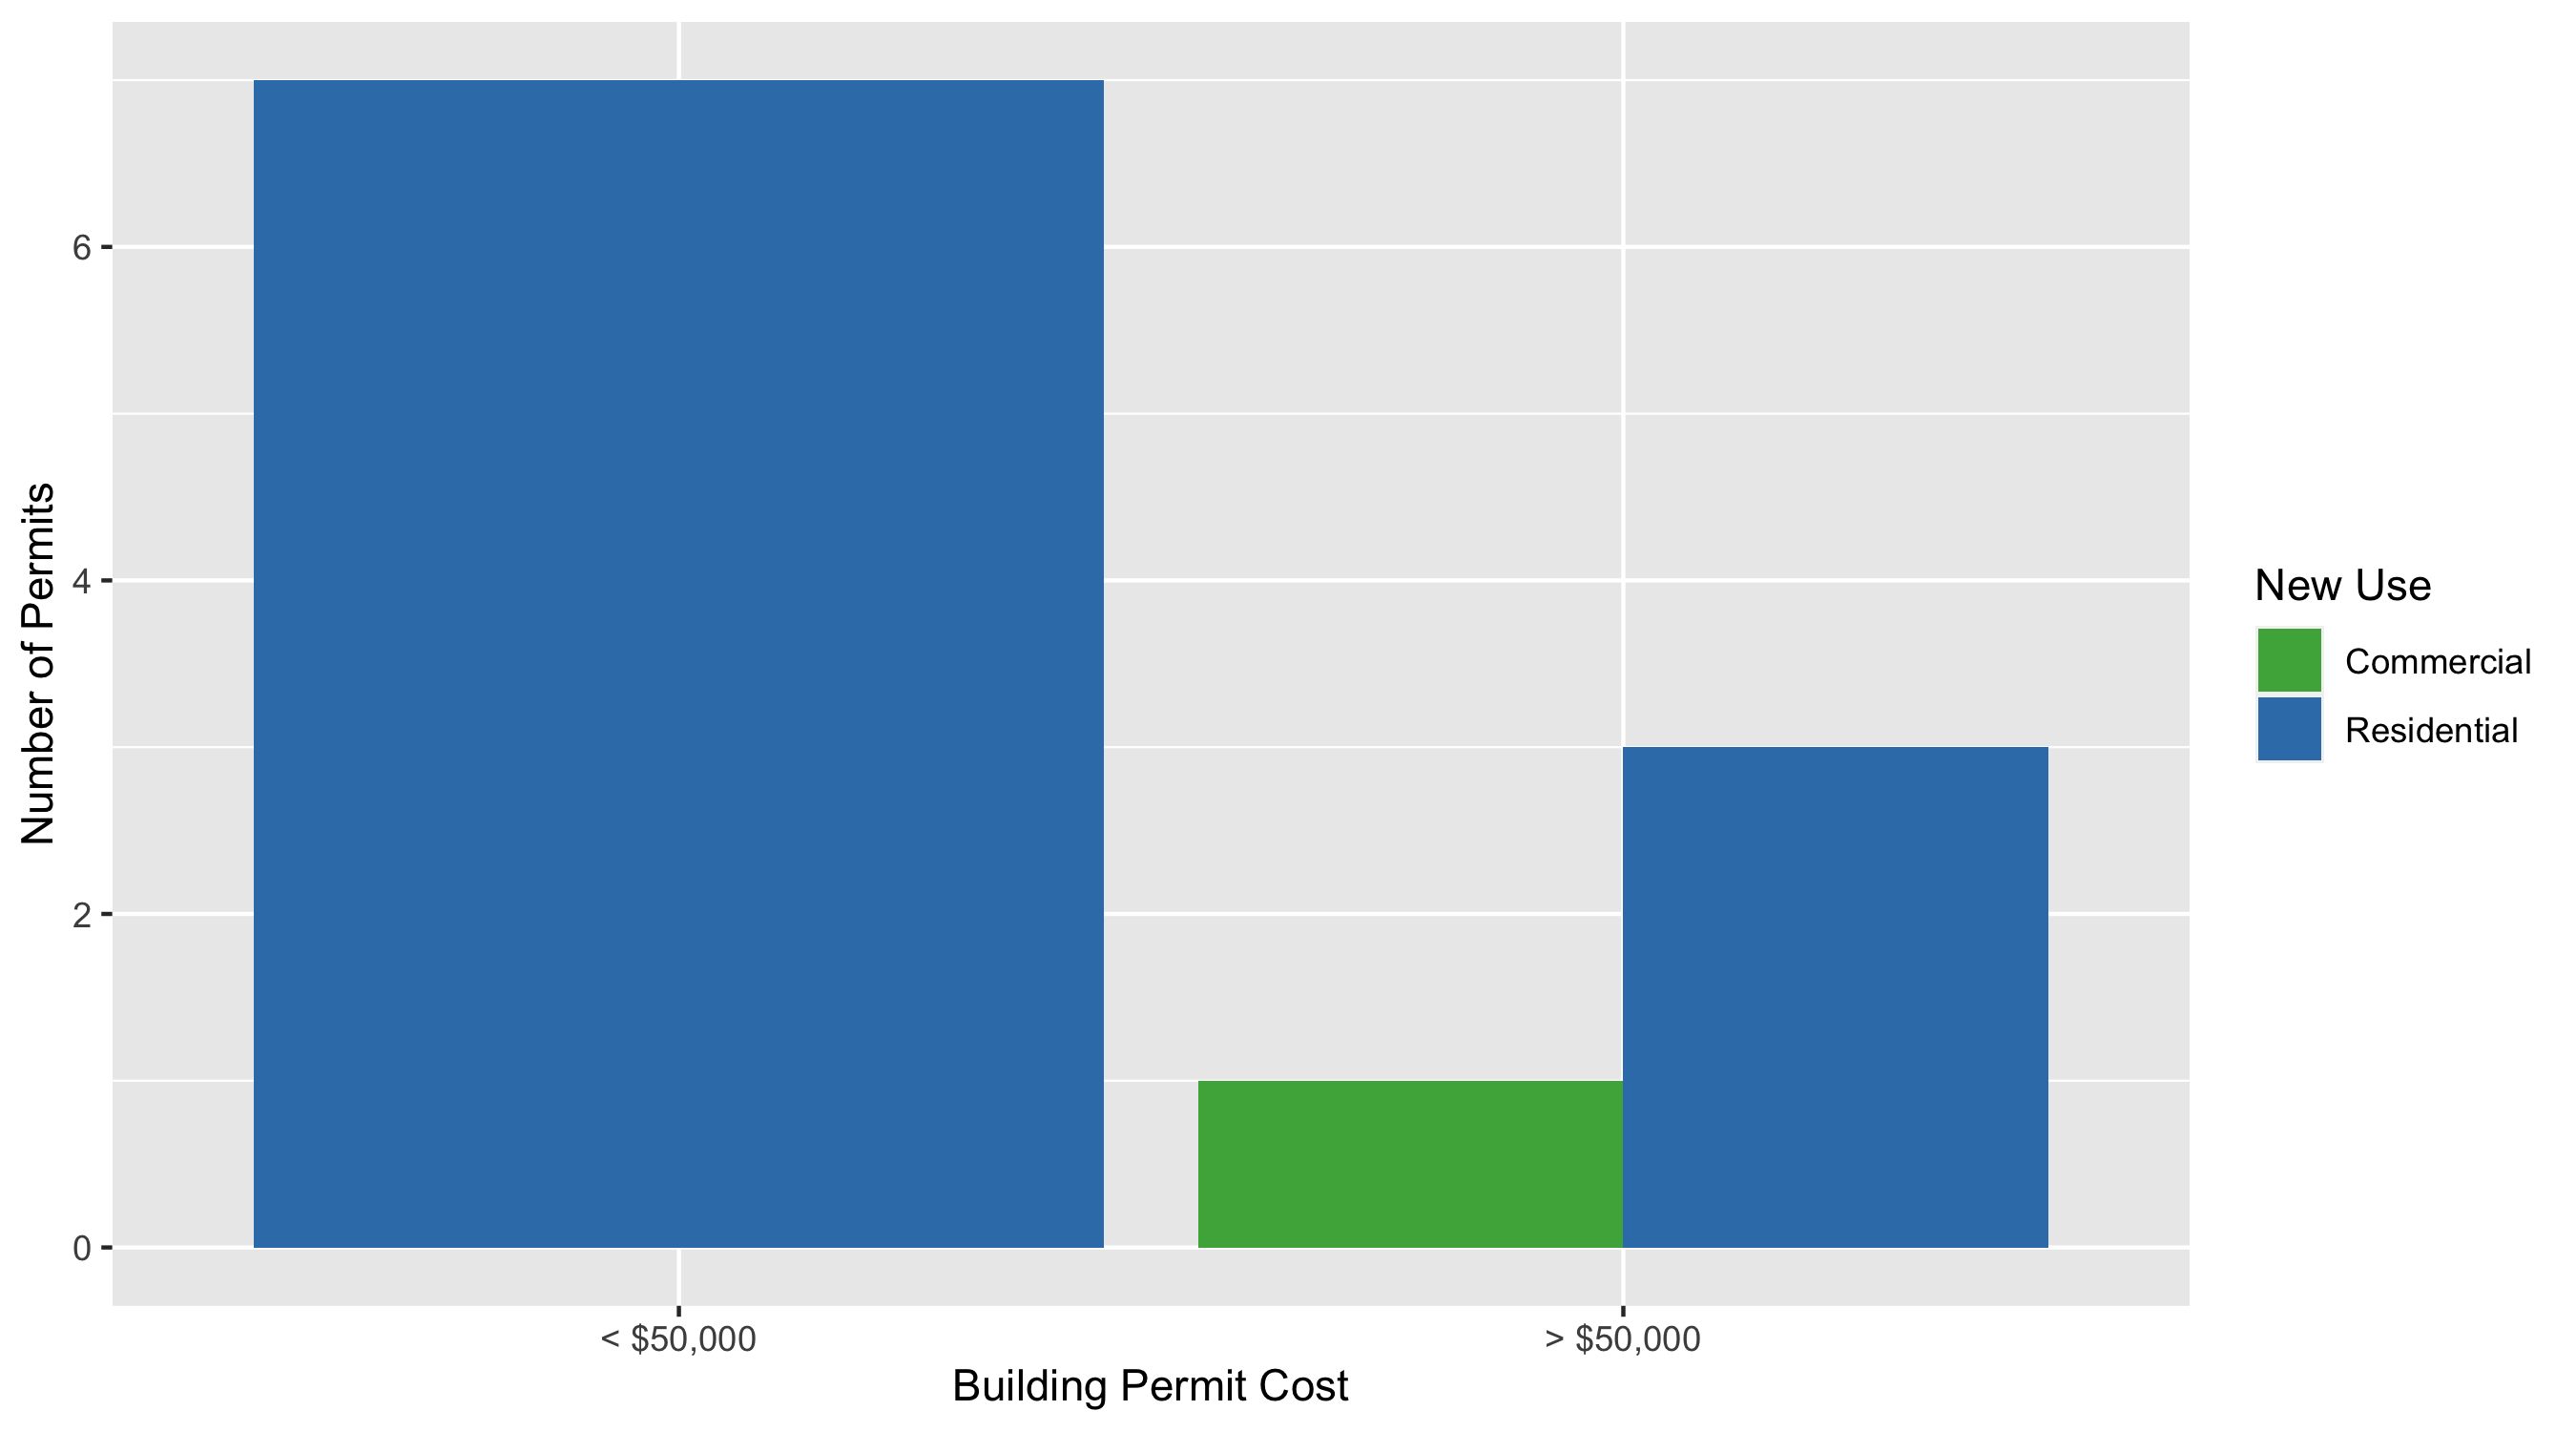 Number of Permits
6
4
2
0
< $50,000
> $50,000
Building Permit Cost
New Use
Commercial
Residential